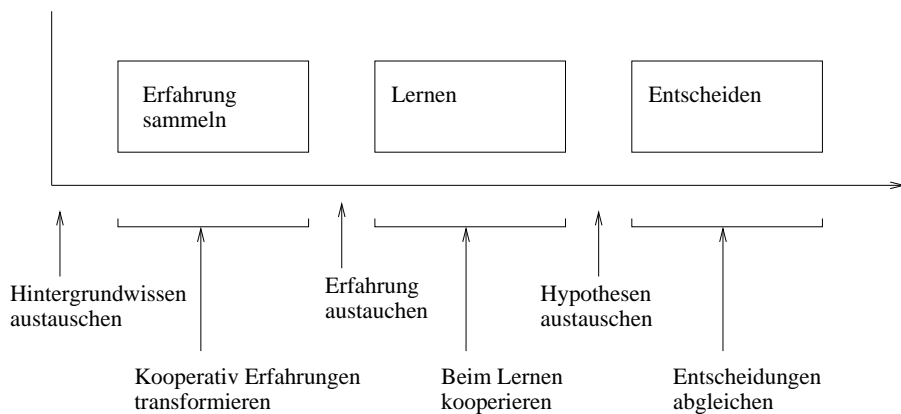 Erfahrung
sammeln
Lernen
Entscheiden
Hintergrundwissen
austauschen
Erfahrung
austauchen
Hypothesen
austauschen
Kooperativ Erfahrungen
transformieren
Beim Lernen
kooperieren
Entscheidungen
abgleichen